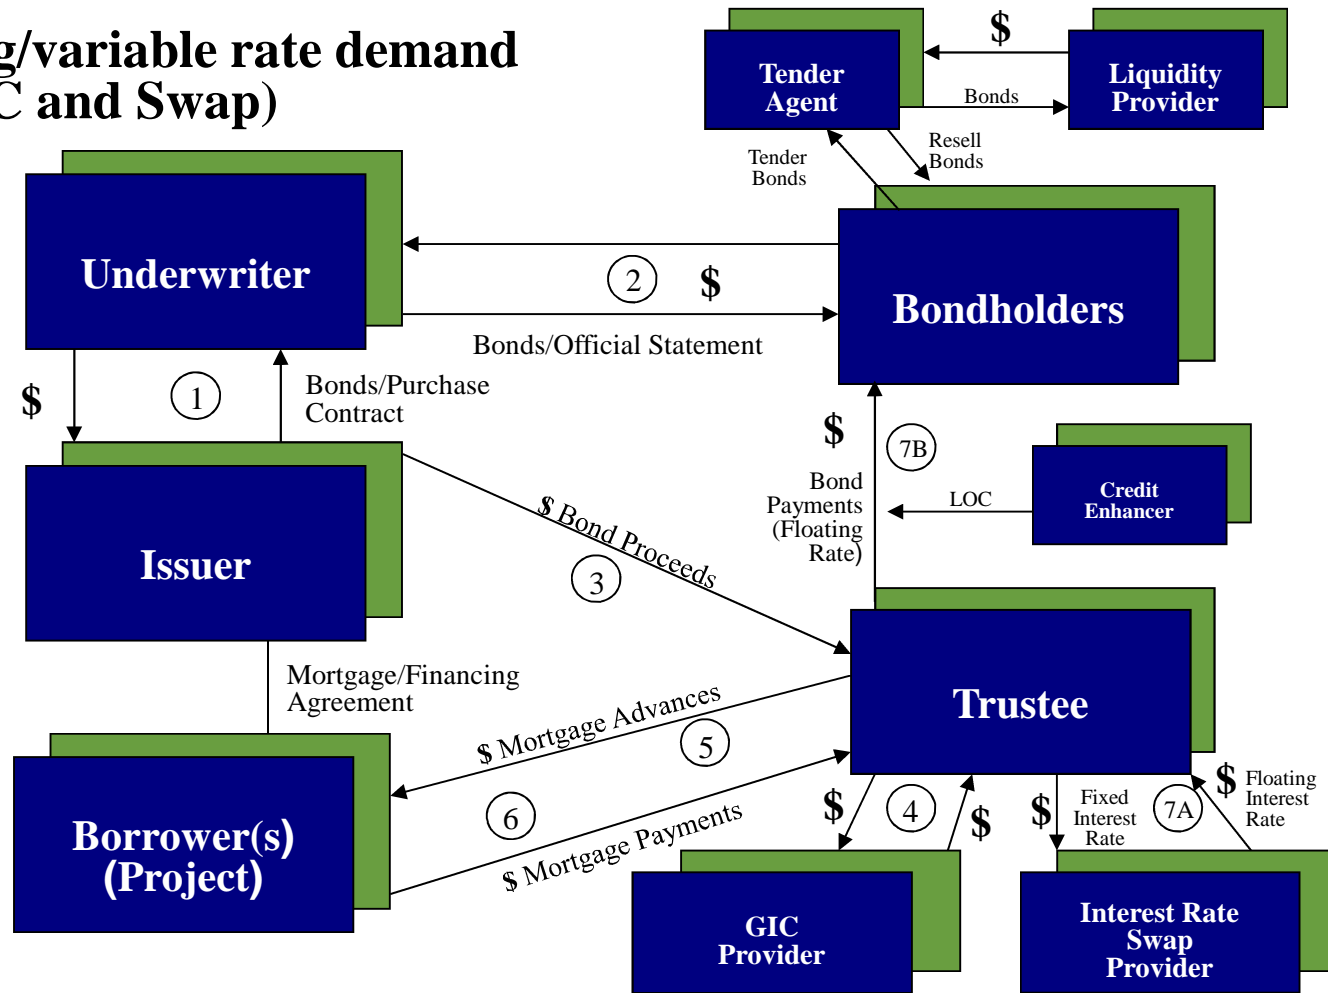 g/variable rate demand
C and Swap)
Tender
Agent
$
Bonds
Liquidity
Provider
Tender
Bonds
Resell
Bonds
Underwriter
2
$
Bonds/Official Statement
Bondholders
$
1
Bonds/Purchase
Contract
$
7B
Bond
Payments
(Floating
Rate)
LOC
Credit
Enhancer
Issuer
$ Bond Proceeds
3
Mortgage/Financing
Agreement
$ Mortgage Advances
5
Trustee
6
$ Mortgage Payments
Borrower(s)
(Project)
$
4
$
$
Fixed
Interest
Rate
7A
$
Floating
Interest
Rate
GIC
Provider
Interest Rate
Swap
Provider